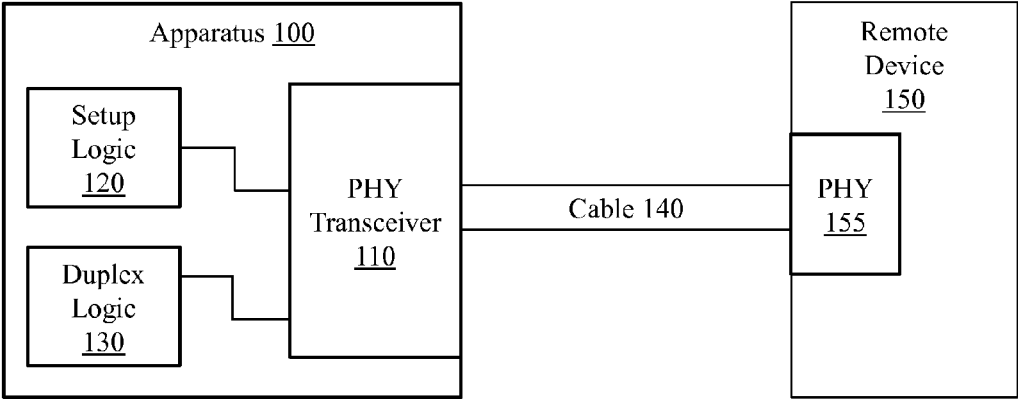 Apparatus 100
Setup
Logic
120
Duplex
Logic
130
PHY
Transceiver
110
Cable 140
Remote
Device
150
PHY
155